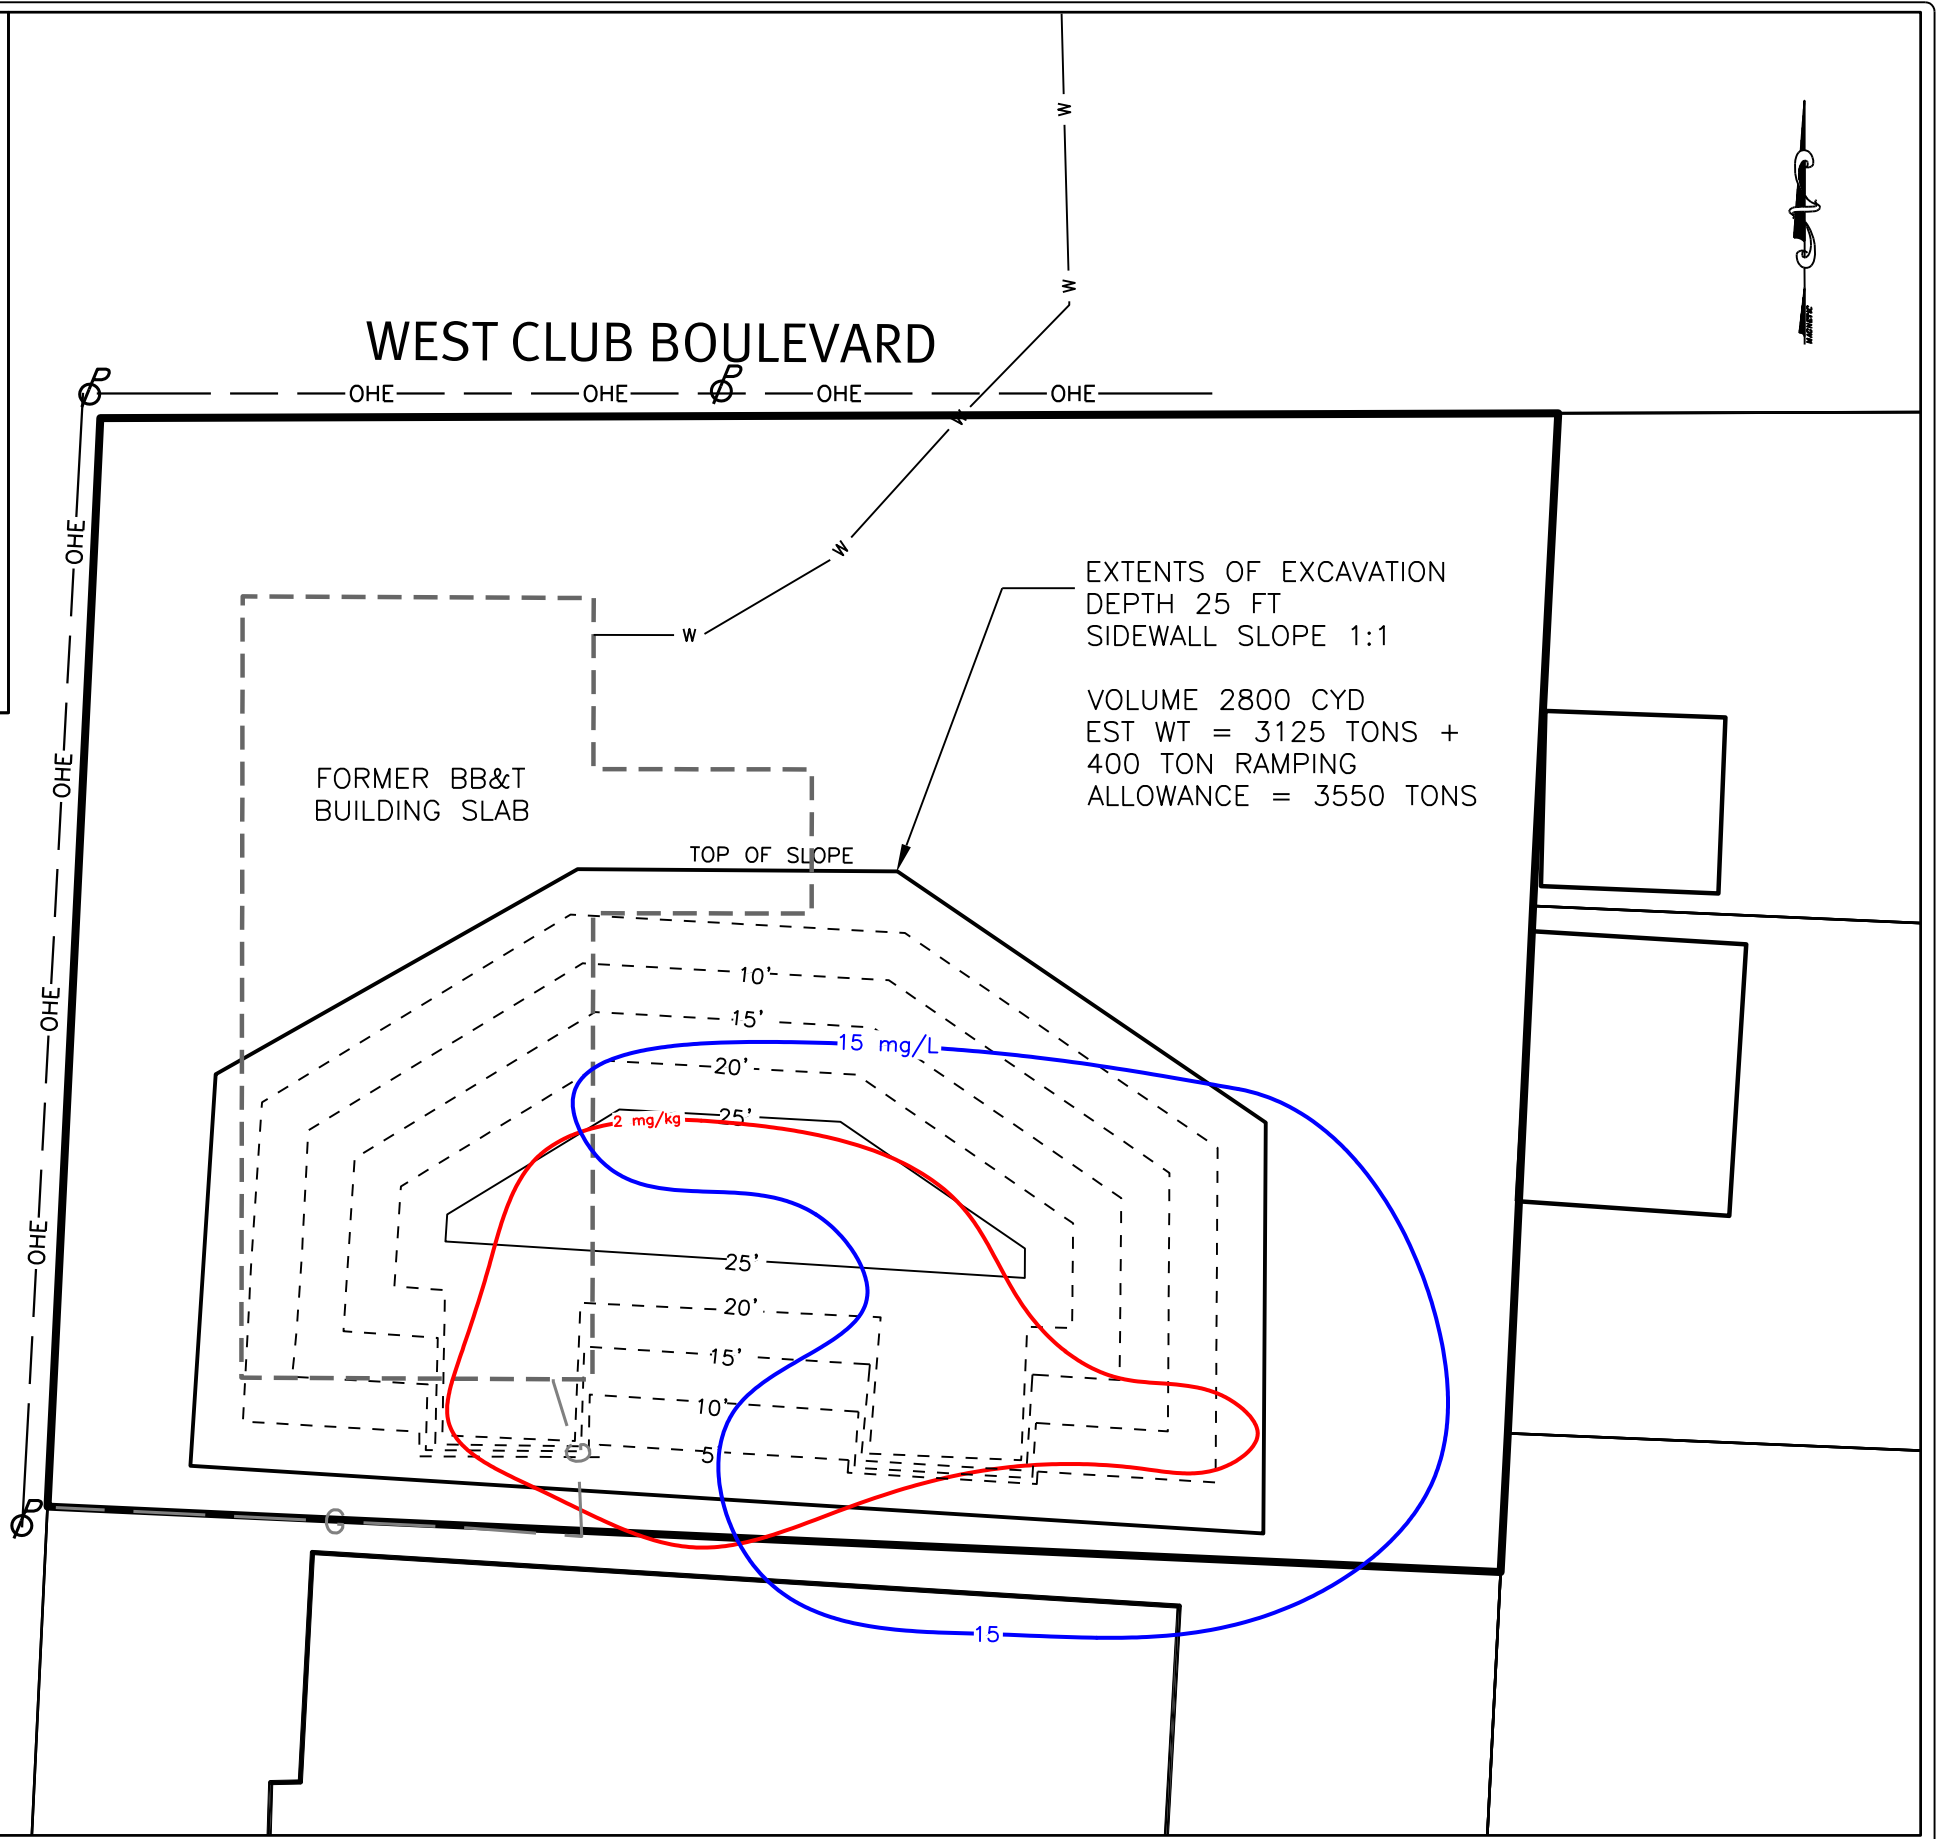 W
MAGNETIC
W
WEST CLUB BOULEVARD
OHE OHE OHE OHE
W
OHE
W
EXTENTS OF EXCAVATION
DEPTH 25 FT
SIDEWALL SLOPE 1:1
W
VOLUME 2800 CYD
EST WT = 3125 TONS +
400 TON RAMPING
ALLOWANCE = 3550 TONS
OHE
FORMER BB&T
BUILDING SLAB
TOP OF SLOPE
10'
OHE
15'
15 mg/L
20'
25'
2 mg/kg
OHE
25'
20'
15'
10'
5
G
G
15